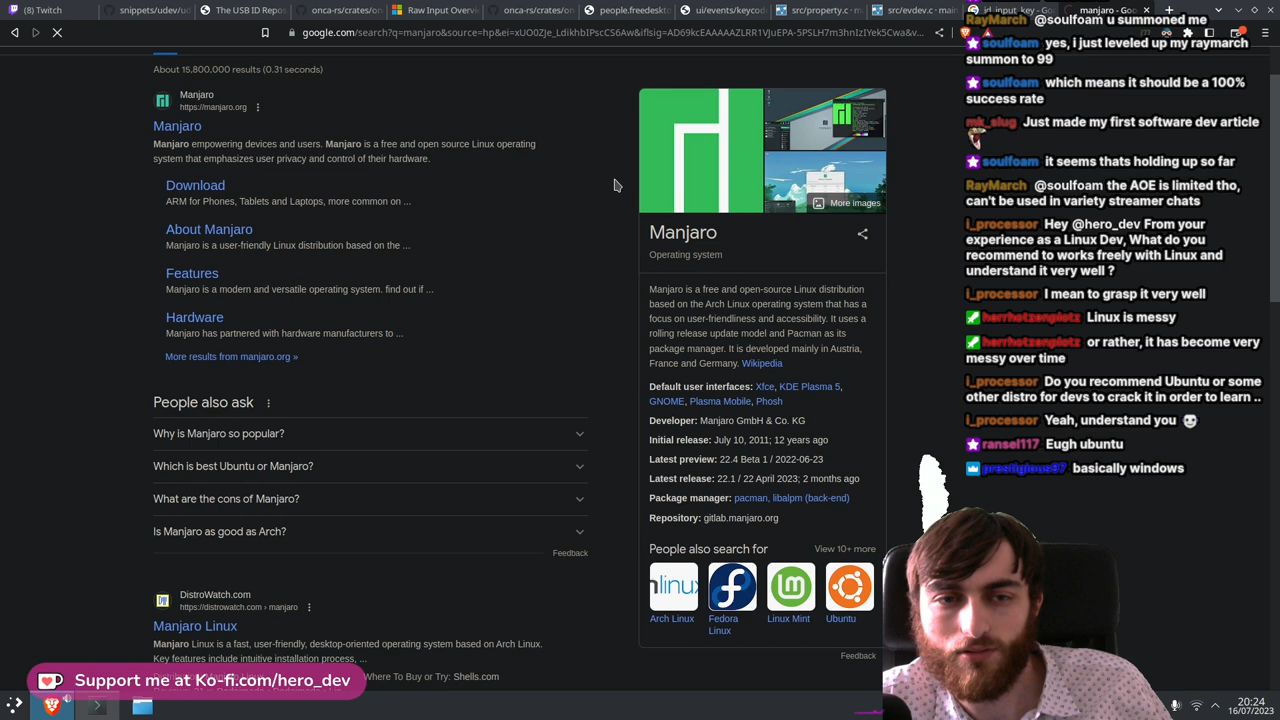 (8) Twitch
snippets/udev/ud
The USB ID Repo
onca-rs/crates/on
Raw Input Overvi
onca-rs/crates/on
people.freedeskto
ui/events/keycod
src/property.c - m
src/evdev.c - m
id_input_key - Go
manjaro - Goo
google.com/search?q=manjaro&source=hp&ei=xUO0Zje_LdikhbIPscCS6Aw&iflsig=AD69kcEAAAAAZLRR1VJuEPA-5PSLH7m3hnIzIYek5Cwa&v...
About 15,800,000 results (0.31 seconds)
Manjaro
https://manjaro.org
Manjaro
Manjaro empowering devices and users. Manjaro is a free and open source Linux operating
system that emphasizes user privacy and control of their hardware.
Download
ARM for Phones, Tablets and Laptops, more common on ...
About Manjaro
Manjaro is a user-friendly Linux distribution based on the ...
Features
Manjaro is a modern and versatile operating system. find out if ...
Hardware
Manjaro has partnered with hardware manufacturers to ...
More results from manjaro.org »
People also ask
Why is Manjaro so popular?
Which is best Ubuntu or Manjaro?
What are the cons of Manjaro?
Is Manjaro as good as Arch?
Feedback
DistroWatch.com
https://distrowatch.com › manjaro
Manjaro Linux
Manjaro Linux is a fast, user-friendly, desktop-oriented operating system based on Arch Linux.
Key features include intuitive installation process, ...
Where To Buy or Try: Shells.com
Support me at Ko-fi.com/hero_dev
More images
Manjaro
Operating system
Manjaro is a free and open-source Linux distribution
based on the Arch Linux operating system that has a
focus on user-friendliness and accessibility. It uses a
rolling release update model and Pacman as its
package manager. It is developed mainly in Austria,
France and Germany. Wikipedia
Default user interfaces: Xfce, KDE Plasma 5,
GNOME, Plasma Mobile, Phosh
Developer: Manjaro GmbH & Co. KG
Initial release: July 10, 2011; 12 years ago
Latest preview: 22.4 Beta 1 / 2022-06-23
Latest release: 22.1 / 22 April 2023; 2 months ago
Package manager: pacman, libalpm (back-end)
Repository: gitlab.manjaro.org
People also search for
View 10+ more
Arch Linux
Fedora
Linux
Linux Mint
Ubuntu
Feedback
RayMarch @soulfoam u summoned me
soulfoam yes, i just leveled up my raymarch
summon to 99
soulfoam which means it should be a 100%
success rate
mk_slug Just made my first software dev article
soulfoam it seems thats holding up so far
RayMarch @soulfoam the AOE is limited tho,
can't be used in variety streamer chats
i_processor Hey @hero_dev From your
experience as a Linux Dev, What do you
recommend to works freely with Linux and
understand it very well ?
i_processor I mean to grasp it very well
herrhotzenplotz Linux is messy
herrhotzenplotz or rather, it has become very
messy over time
i_processor Do you recommend Ubuntu or some
other distro for devs to crack it in order to learn ..
i_processor Yeah, understand you
ransel117 Eugh ubuntu
basically windows
20:24
16/07/2023